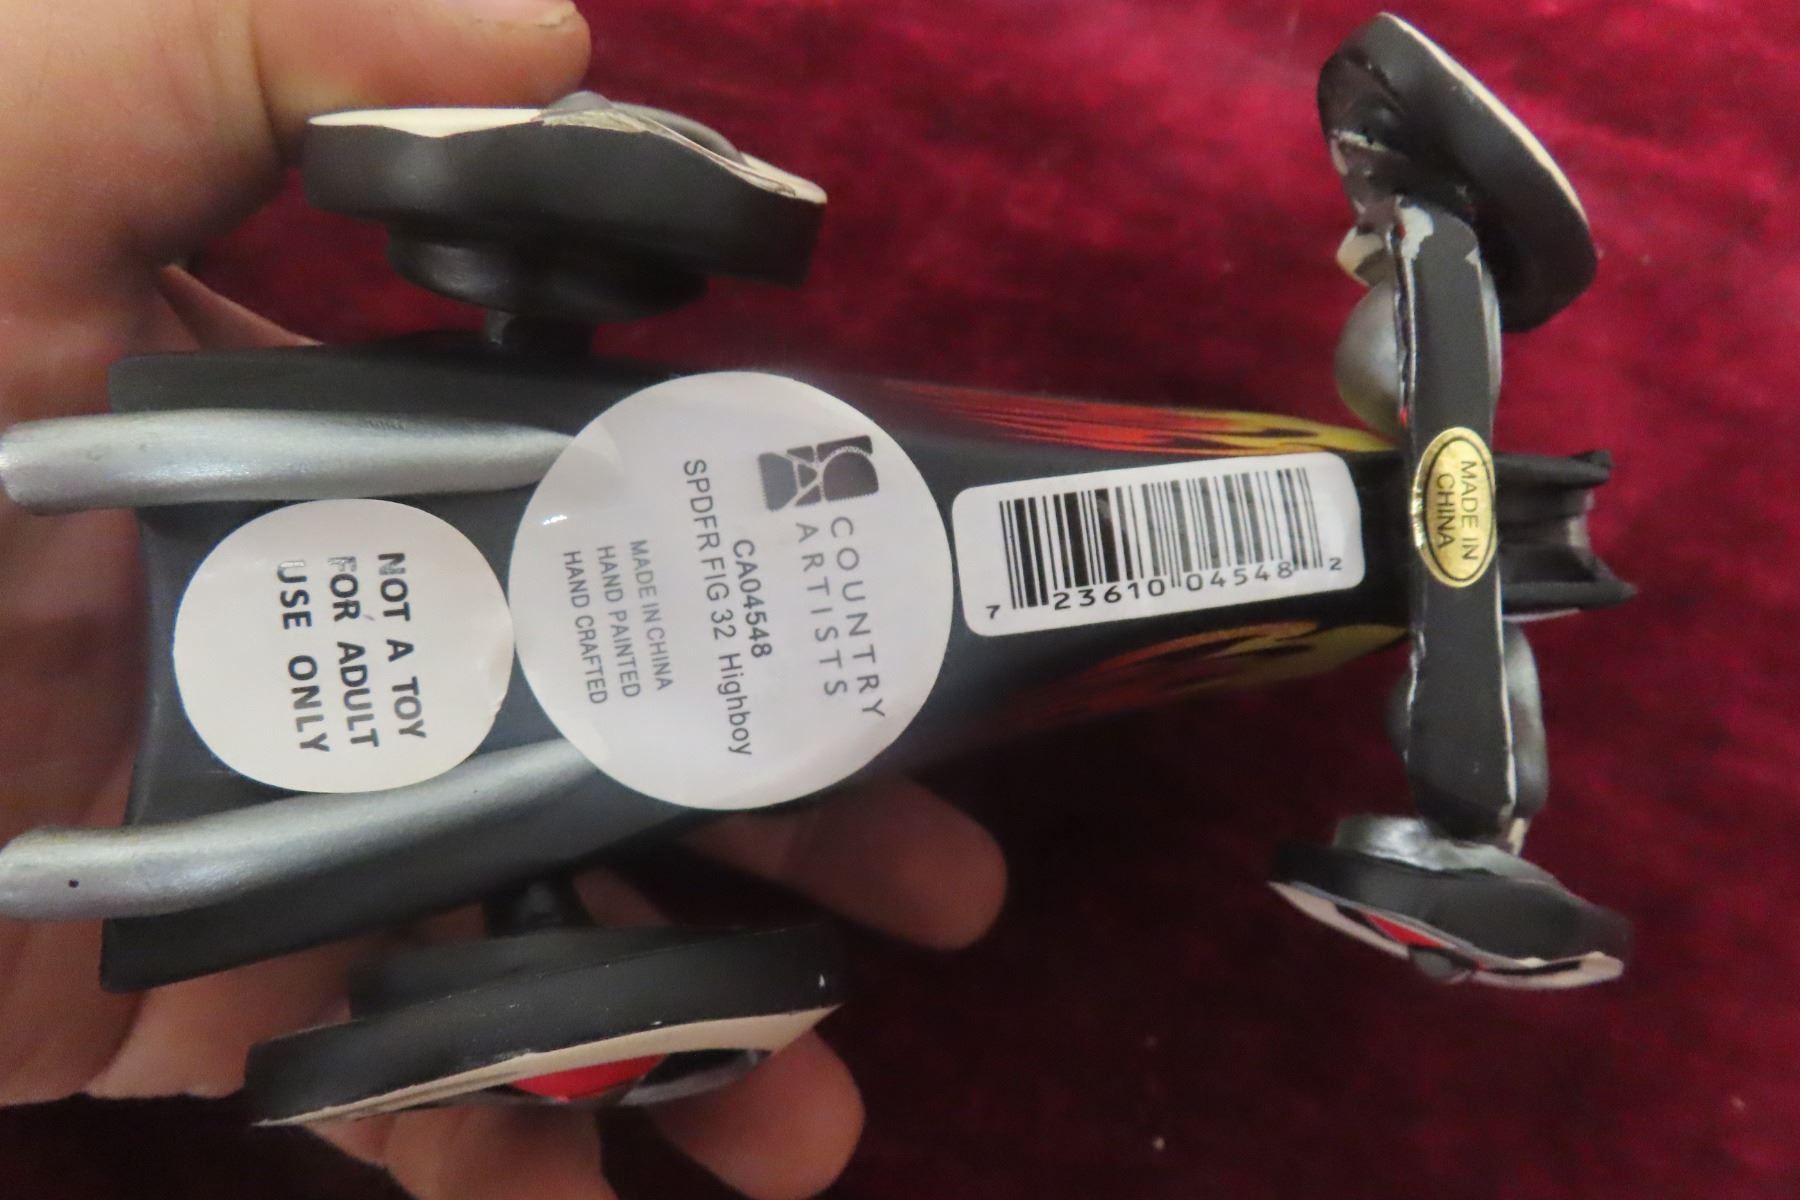 NOT A TOY
FOR ADULT
USE ONLY
COUNTRY
ARTISTS
CA04548
SPDFR FIG 32 Highboy
MADE IN CHINA
HAND PAINTED
HAND CRAFTED
7 23610 04548 2
MADE IN
CHINA